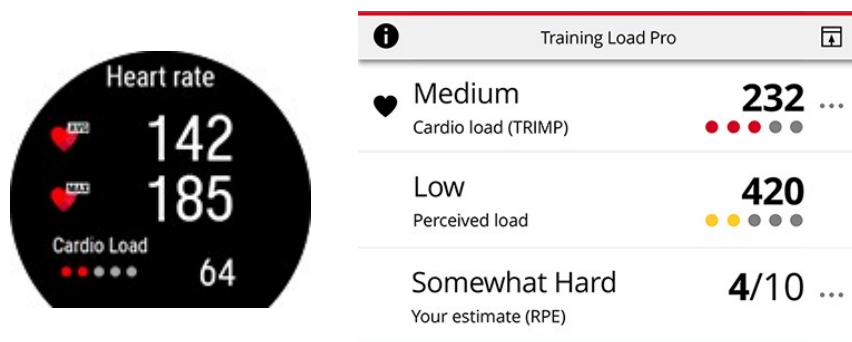 Heart rate
AVG 142
MAX 185
Cardio Load
64
Training Load Pro
Medium 232
Cardio load (TRIMP)
Low 420
Perceived load
Somewhat Hard 4/10
Your estimate (RPE)